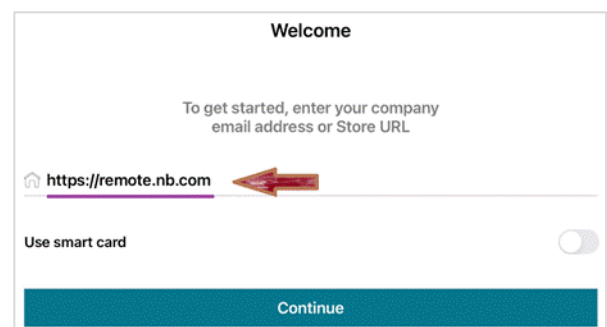 Welcome
To get started, enter your company
email address or Store URL
https://remote.nb.com
Use smart card
Continue